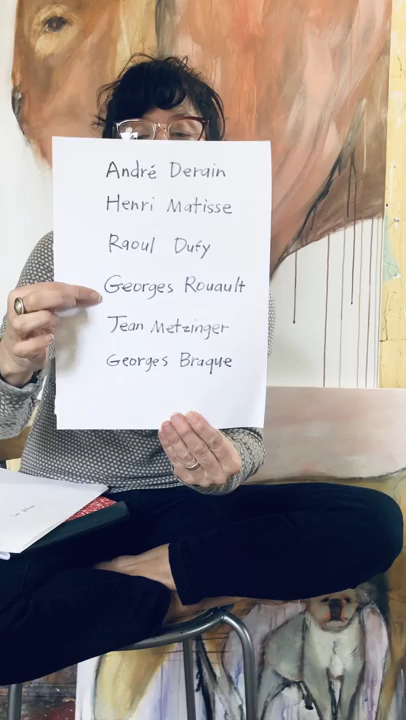 André Derain
Henri Matisse
Raoul Dufy
Georges Rouault
Jean Metzinger
Georges Braque